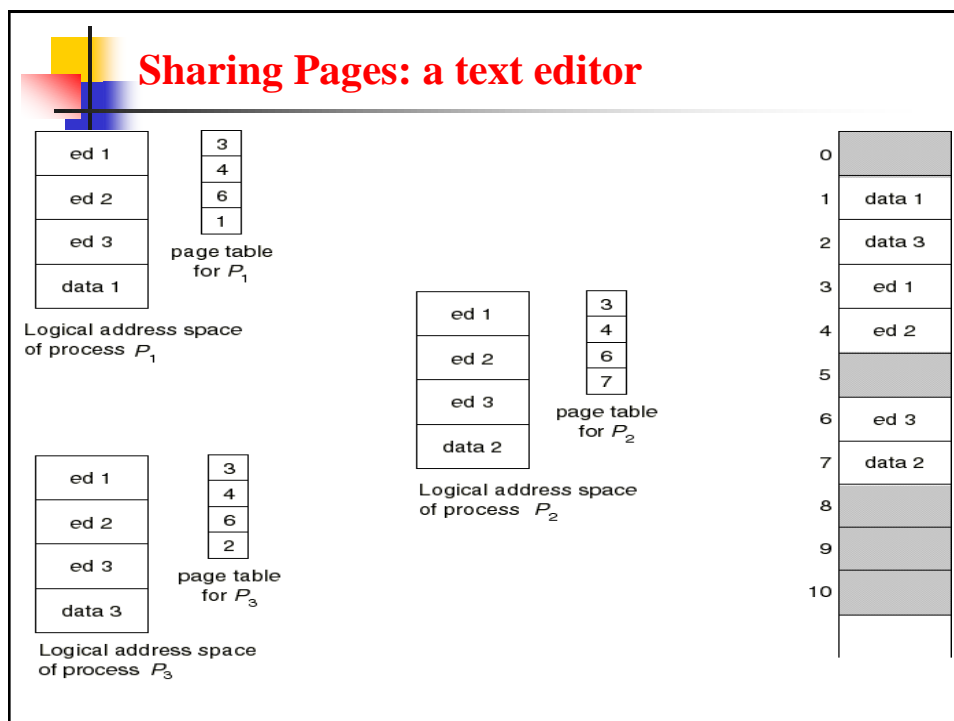 Sharing Pages: a text editor
ed 1
ed 2
ed 3
data 1
Logical address space
of process P1
3
4
6
1
page table
for P1
ed 1
ed 2
ed 3
data 2
Logical address space
of process P2
3
4
6
7
page table
for P2
ed 1
ed 2
ed 3
data 3
Logical address space
of process P3
3
4
6
2
page table
for P3
0
1 data 1
2 data 3
3 ed 1
4 ed 2
5
6 ed 3
7 data 2
8
9
10